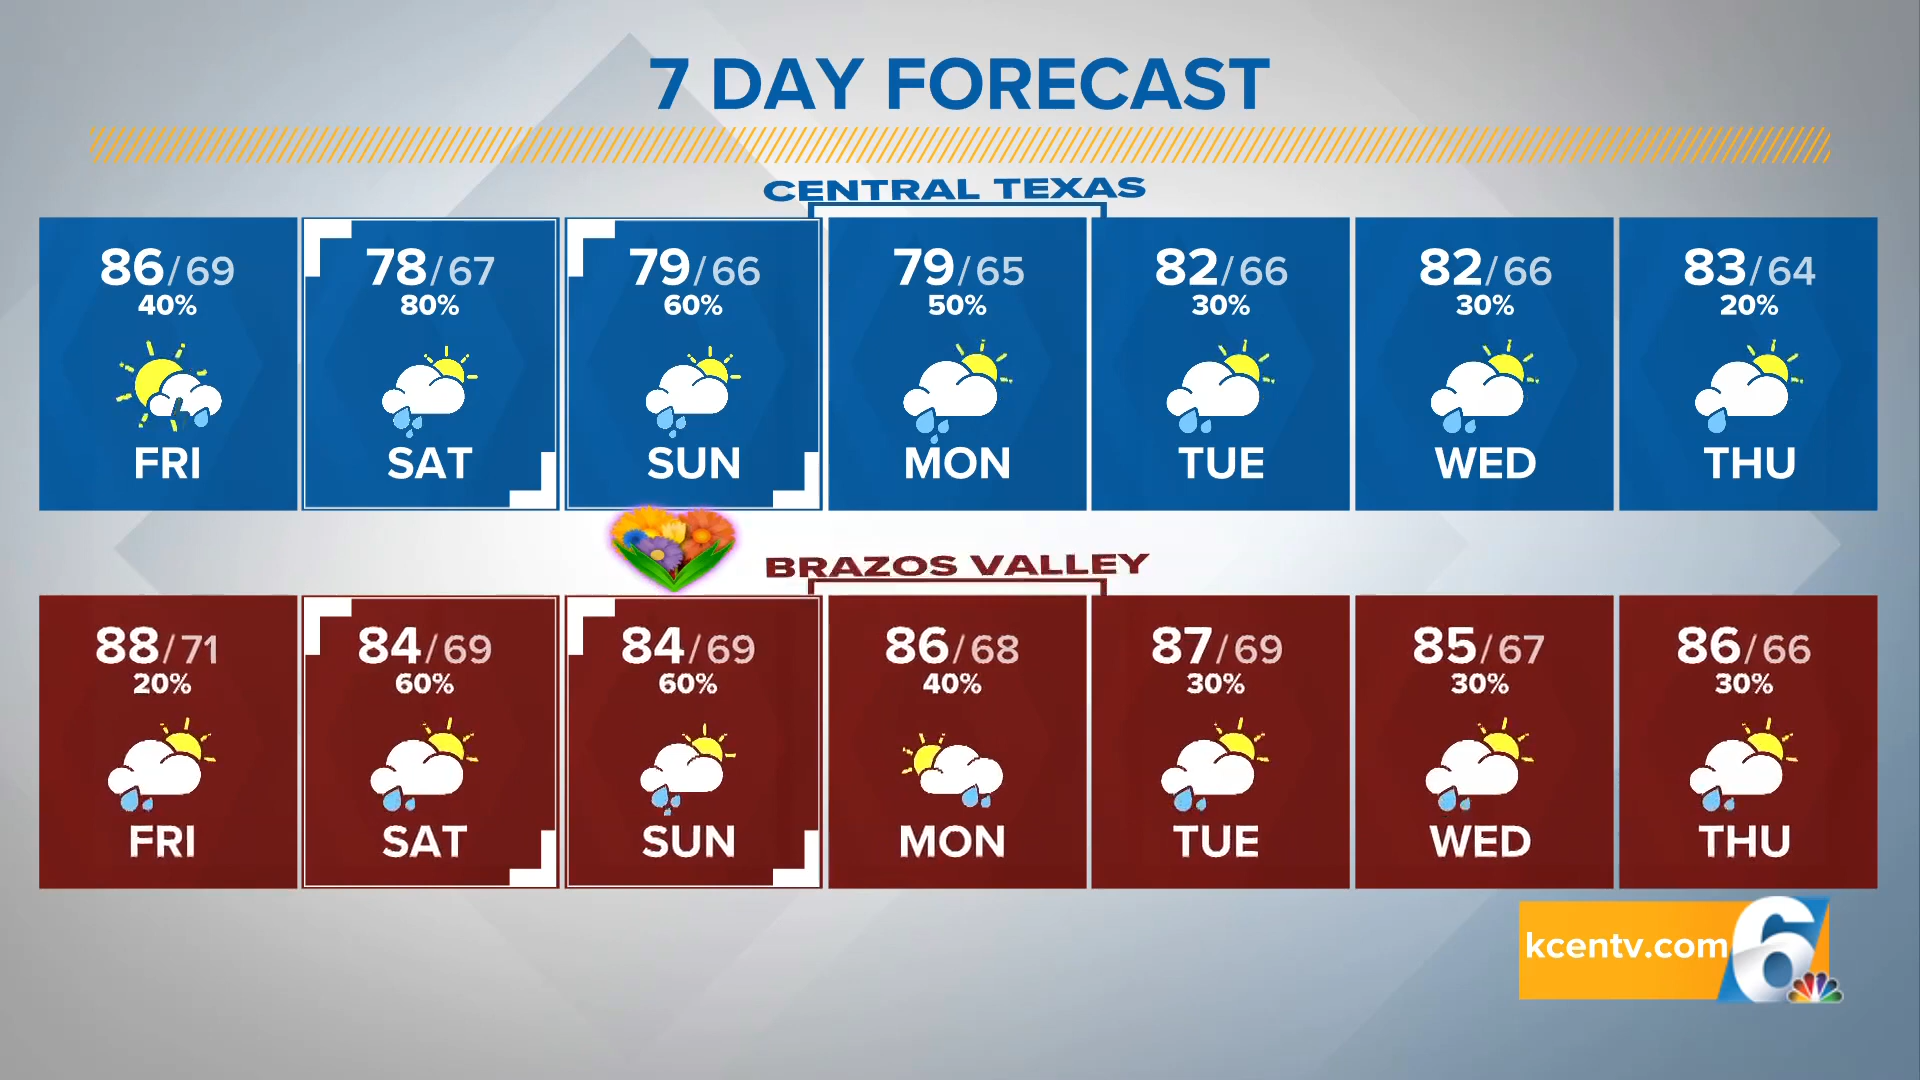 7 DAY FORECAST
CENTRAL TEXAS
86/69 78/67 79/66 79/65 82/66 82/66 83/64
40% 80% 60% 50% 30% 30% 20%
FRI SAT SUN MON TUE WED THU
BRAZOS VALLEY
88/71 84/69 84/69 86/68 87/69 85/67 86/66
20% 60% 60% 40% 30% 30% 30%
FRI SAT SUN MON TUE WED THU
kcentv.com 6